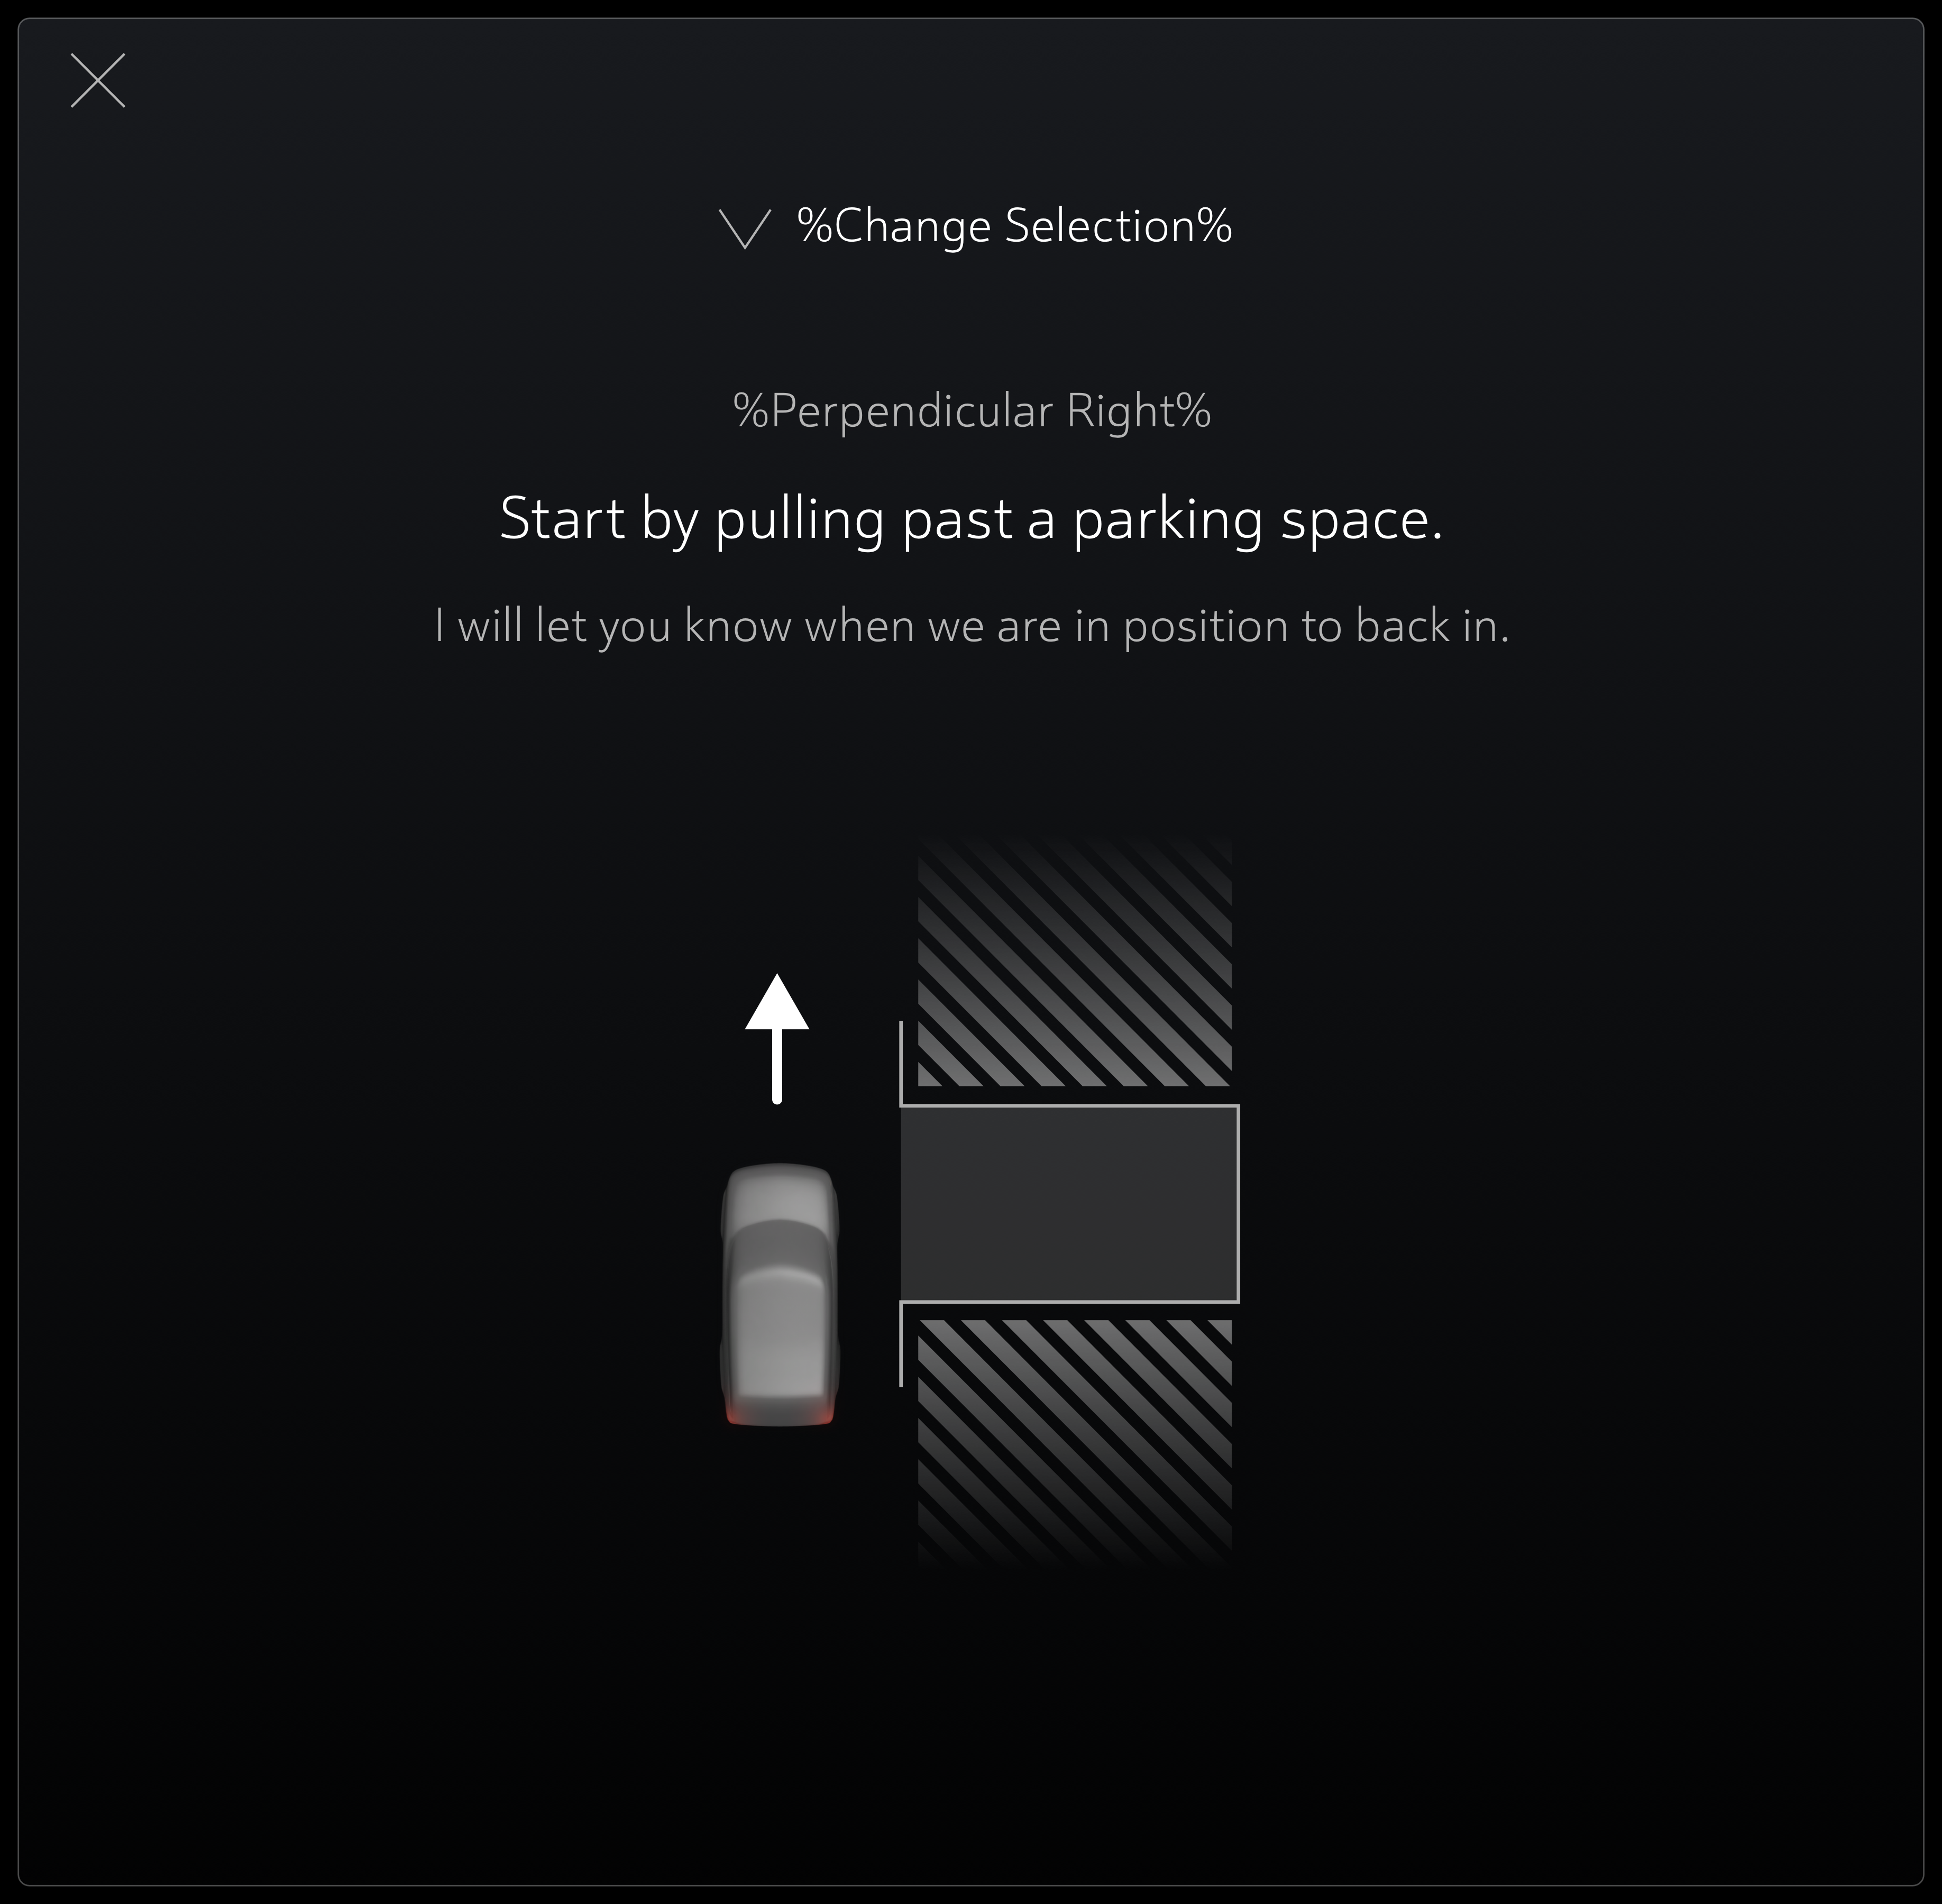 %Change Selection%
%Perpendicular Right%
Start by pulling past a parking space.
I will let you know when we are in position to back in.